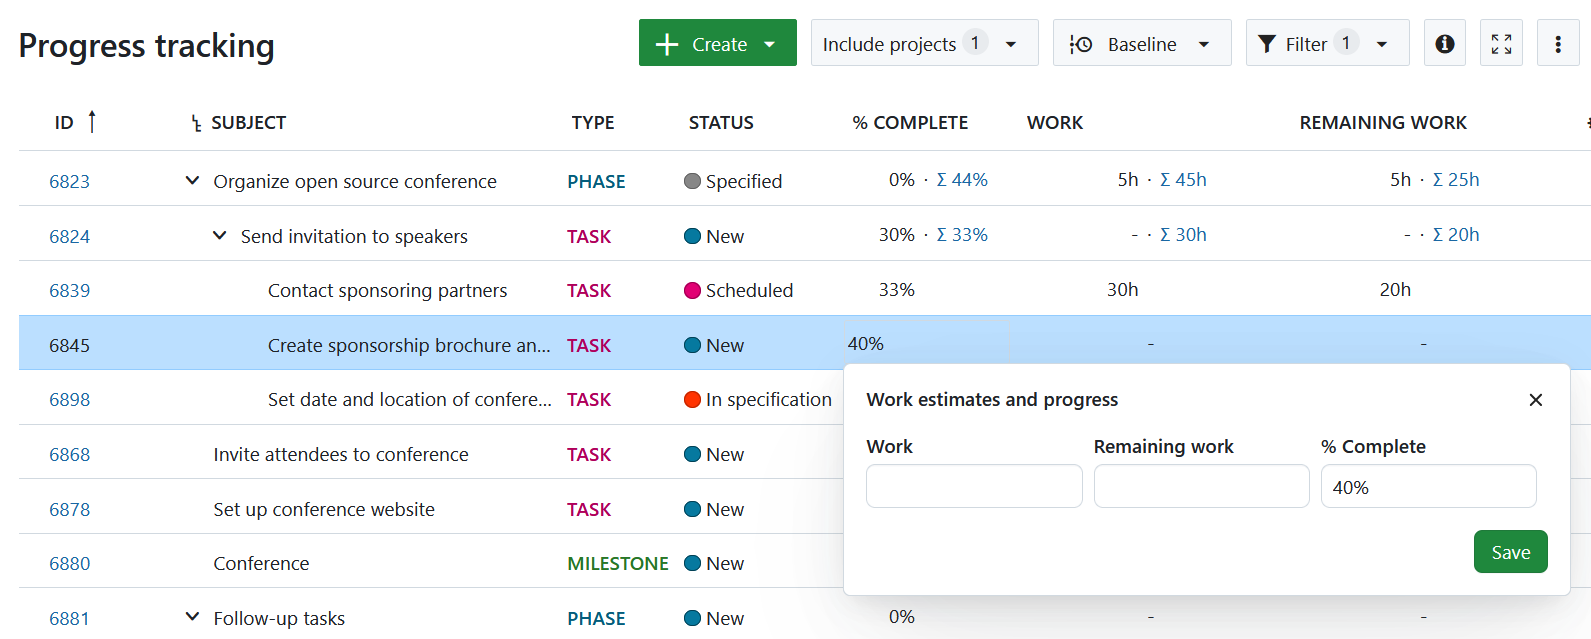 Progress tracking
Create
Include projects 1
Baseline
Filter 1
ID SUBJECT TYPE STATUS % COMPLETE WORK REMAINING WORK
6823 Organize open source conference PHASE Specified 0% · Σ 44% 5h · Σ 45h 5h · Σ 25h
6824 Send invitation to speakers TASK New 30% · Σ 33% - · Σ 30h - · Σ 20h
6839 Contact sponsoring partners TASK Scheduled 33% 30h 20h
6845 Create sponsorship brochure an... TASK New 40% - -
6898 Set date and location of confere... TASK In specification
6868 Invite attendees to conference TASK New
6878 Set up conference website TASK New
6880 Conference MILESTONE New
6881 Follow-up tasks PHASE New 0% - -
Work estimates and progress
Work Remaining work % Complete
40%
Save